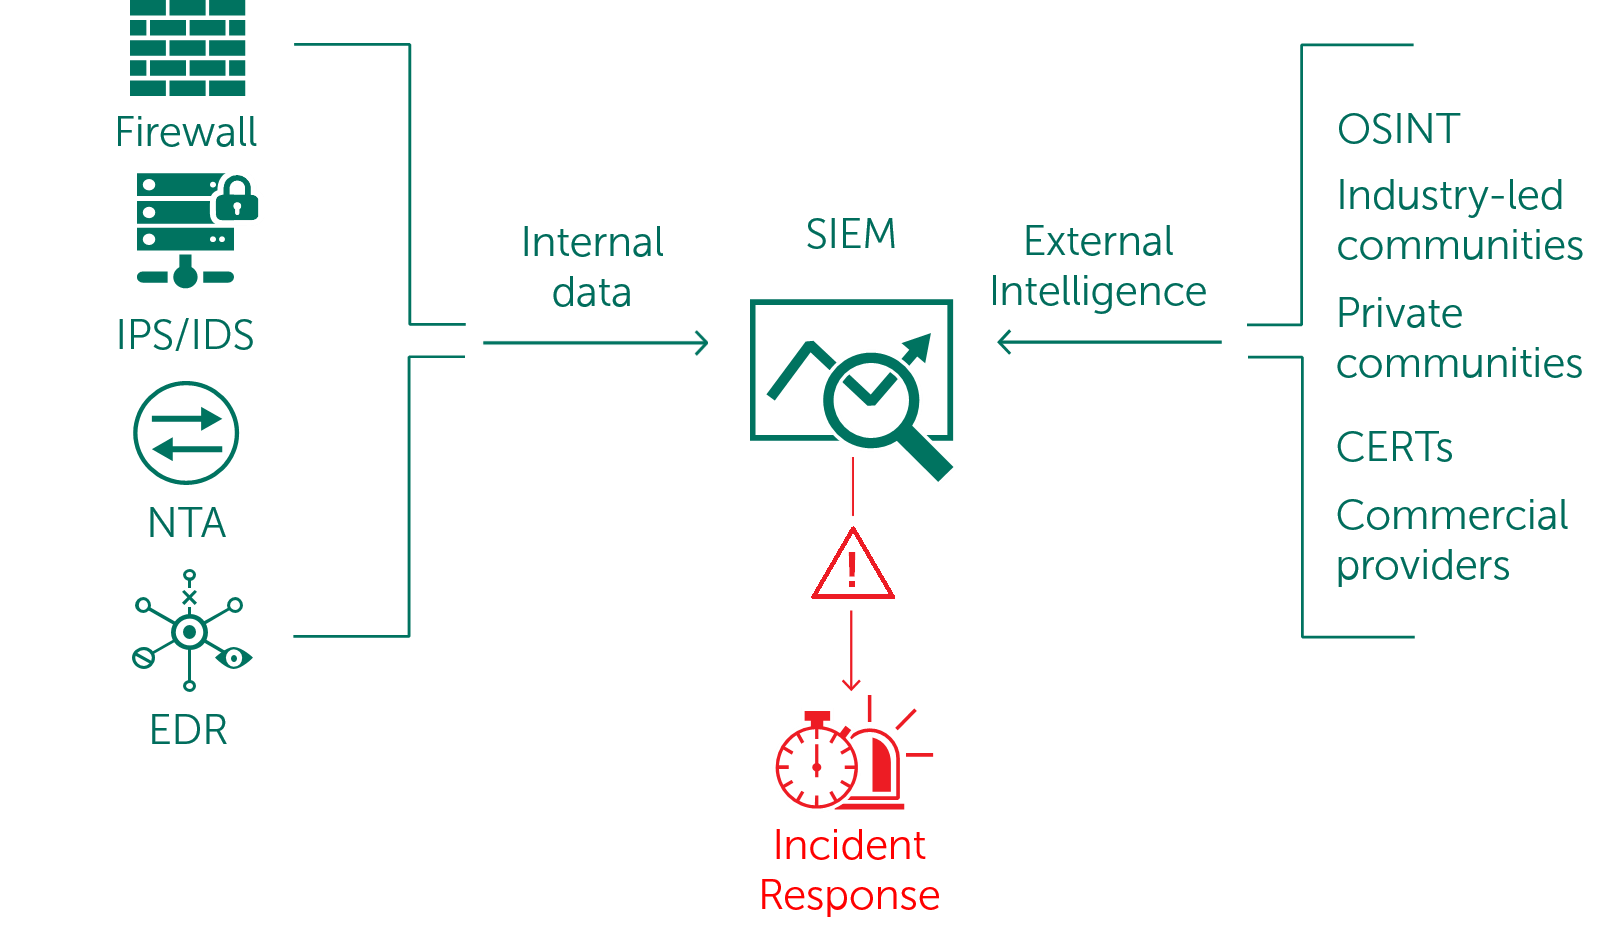 Firewall
IPS/IDS
NTA
EDR
Internal
data
SIEM
!
Incident
Response
External
Intelligence
OSINT
Industry-led
communities
Private
communities
CERTs
Commercial
providers